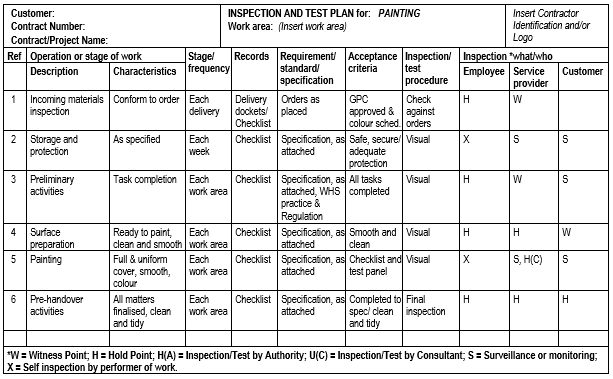 Customer:
Contract Number:
Contract/Project Name:
INSPECTION AND TEST PLAN for: PAINTING
Work area: (Insert work area)
Insert Contractor
Identification and/or
Logo
Ref
Operation or stage of work
Stage/
frequency
Records
Requirement/
standard/
specification
Acceptance
criteria
Inspection/
test
procedure
Inspection *what/who
Description
Characteristics
Employee
Service
provider
Customer
1
Incoming materials
inspection
Conform to order
Each
delivery
Delivery
dockets/
Checklist
Orders as
placed
GPC
approved &
colour sched.
Check
against
orders
H
W
2
Storage and
protection
As specified
Each
week
Checklist
Specification, as
attached
Safe, secure/
adequate
protection
Visual
X
S
S
3
Preliminary
activities
Task completion
Each
work area
Checklist
Specification, as
attached, WHS
practice &
Regulation
All tasks
completed
Visual
H
W
S
4
Surface
preparation
Ready to paint,
clean and smooth
Each
work area
Checklist
Specification, as
attached
Smooth and
clean
Visual
H
H
W
5
Painting
Full & uniform
cover, smooth,
colour
Each
work area
Checklist
Specification, as
attached
Checklist and
test panel
Visual
X
S, H(C)
S
6
Pre-handover
activities
All matters
finalised, clean
and tidy
Each
work area
Checklist
Specification, as
attached
Completed to
spec/ clean
and tidy
Final
inspection
H
H
H
*W = Witness Point; H = Hold Point; H(A) = Inspection/Test by Authority; U(C) = Inspection/Test by Consultant; S = Surveillance or monitoring;
X = Self inspection by performer of work.